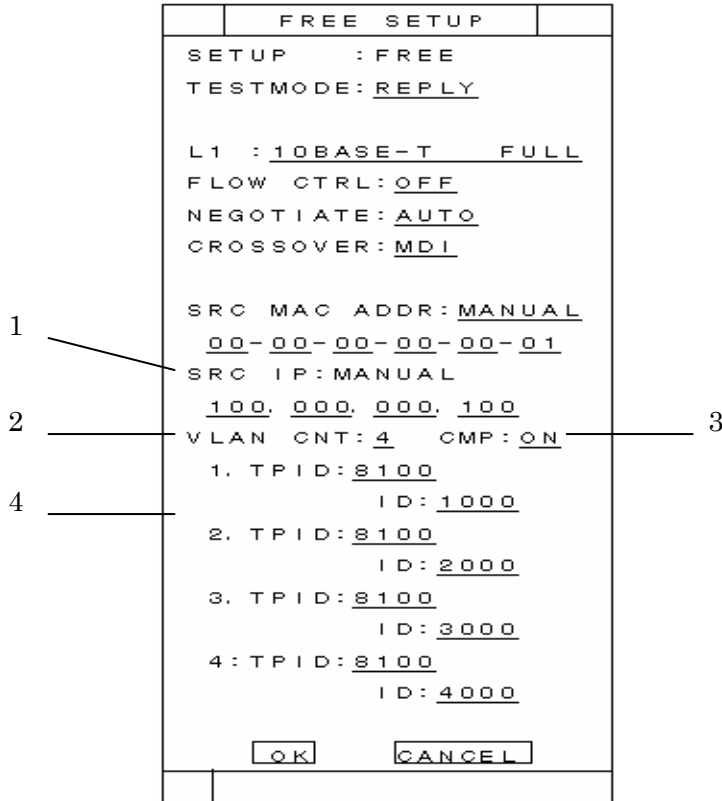 FREE SETUP
SETUP :FREE
TESTMODE:REPLY
L1 :10BASE-T FULL
FLOW CTRL:OFF
NEGOTIATE:AUTO
CROSSOVER:MDI
SRC MAC ADDR:MANUAL
1
00-00-00-00-00-01
SRC IP:MANUAL
100. 000. 000. 100
2
VLAN CNT:4 CMP:ON
3
1. TPID:8100
4
ID:1000
2. TPID:8100
ID:2000
3. TPID:8100
ID:3000
4:TPID:8100
ID:4000
OK CANCEL